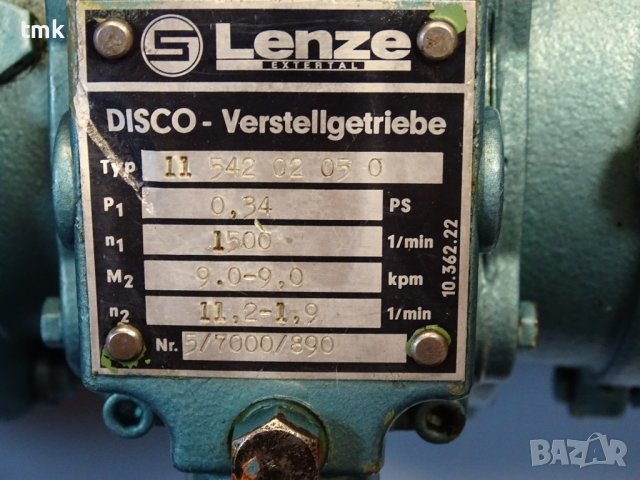 tmk
Lenze
EXTERTAL
DISCO - Verstellgetriebe
Typ 11 542 02 05 0
P1 0,34 PS
n1 1500 1/min
M2 9.0-9,0 kpm
n2 11,2-1,9 1/min
Nr. 5/7000/890
10.362.22
BAZAR